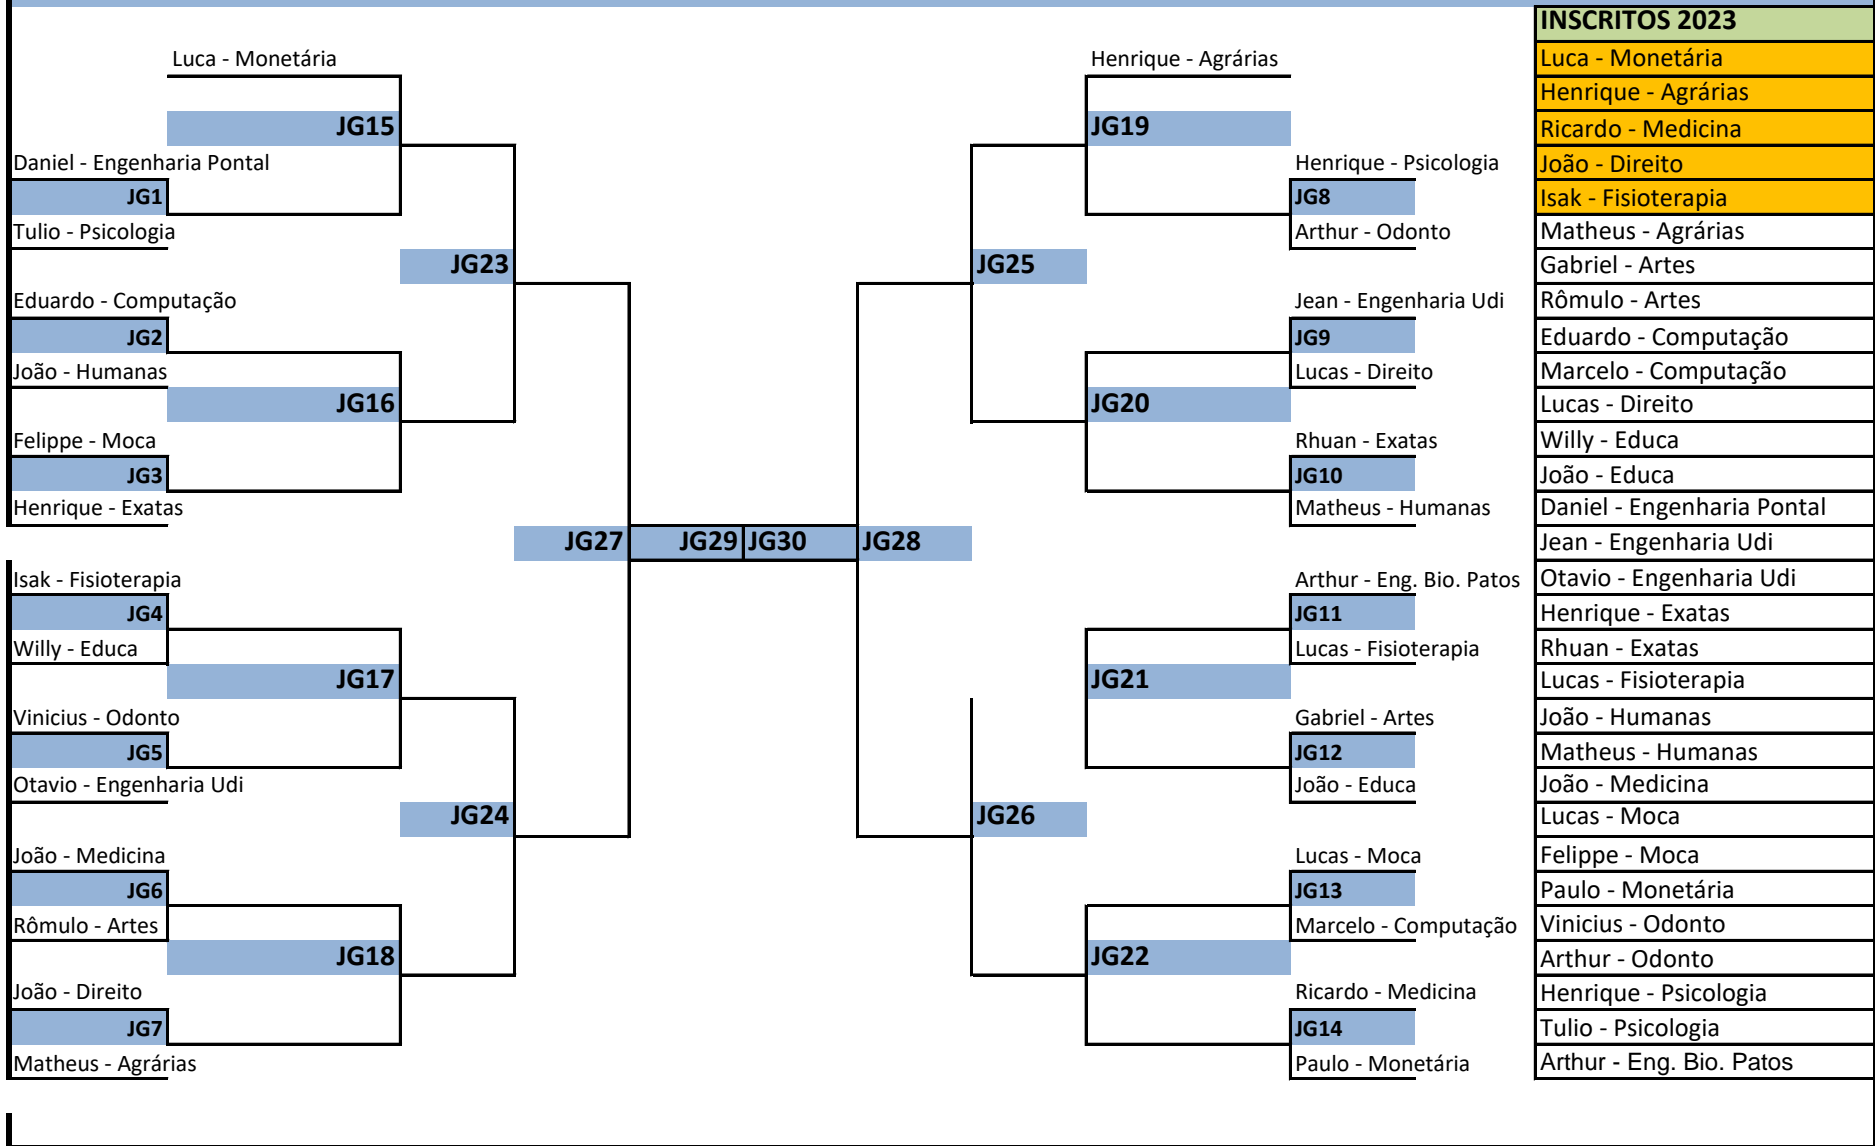 INSCRITOS 2023
Luca - Monetária
Henrique - Agrárias
Luca - Monetária
Henrique - Agrárias
JG15
JG19
Ricardo - Medicina
Daniel - Engenharia Pontal
Henrique - Psicologia
João - Direito
JG1
JG8
Isak - Fisioterapia
Tulio - Psicologia
Arthur - Odonto
Matheus - Agrárias
JG23
JG25
Gabriel - Artes
Eduardo - Computação
Jean - Engenharia Udi
Rômulo - Artes
JG2
JG9
Eduardo - Computação
João - Humanas
Lucas - Direito
Marcelo - Computação
JG16
JG20
Lucas - Direito
Felippe - Moca
Rhuan - Exatas
Willy - Educa
JG3
JG10
João - Educa
Henrique - Exatas
Matheus - Humanas
Daniel - Engenharia Pontal
JG27
JG29
JG30
JG28
Jean - Engenharia Udi
Isak - Fisioterapia
Arthur - Eng. Bio. Patos
Otavio - Engenharia Udi
JG4
JG11
Henrique - Exatas
Willy - Educa
Lucas - Fisioterapia
Rhuan - Exatas
JG17
JG21
Lucas - Fisioterapia
Vinicius - Odonto
Gabriel - Artes
João - Humanas
JG5
JG12
Matheus - Humanas
Otavio - Engenharia Udi
João - Educa
João - Medicina
JG24
JG26
Lucas - Moca
João - Medicina
Lucas - Moca
Felippe - Moca
JG6
JG13
Paulo - Monetária
Rômulo - Artes
Marcelo - Computação
Vinicius - Odonto
JG18
JG22
Arthur - Odonto
João - Direito
Ricardo - Medicina
Henrique - Psicologia
JG7
JG14
Tulio - Psicologia
Matheus - Agrárias
Paulo - Monetária
Arthur - Eng. Bio. Patos